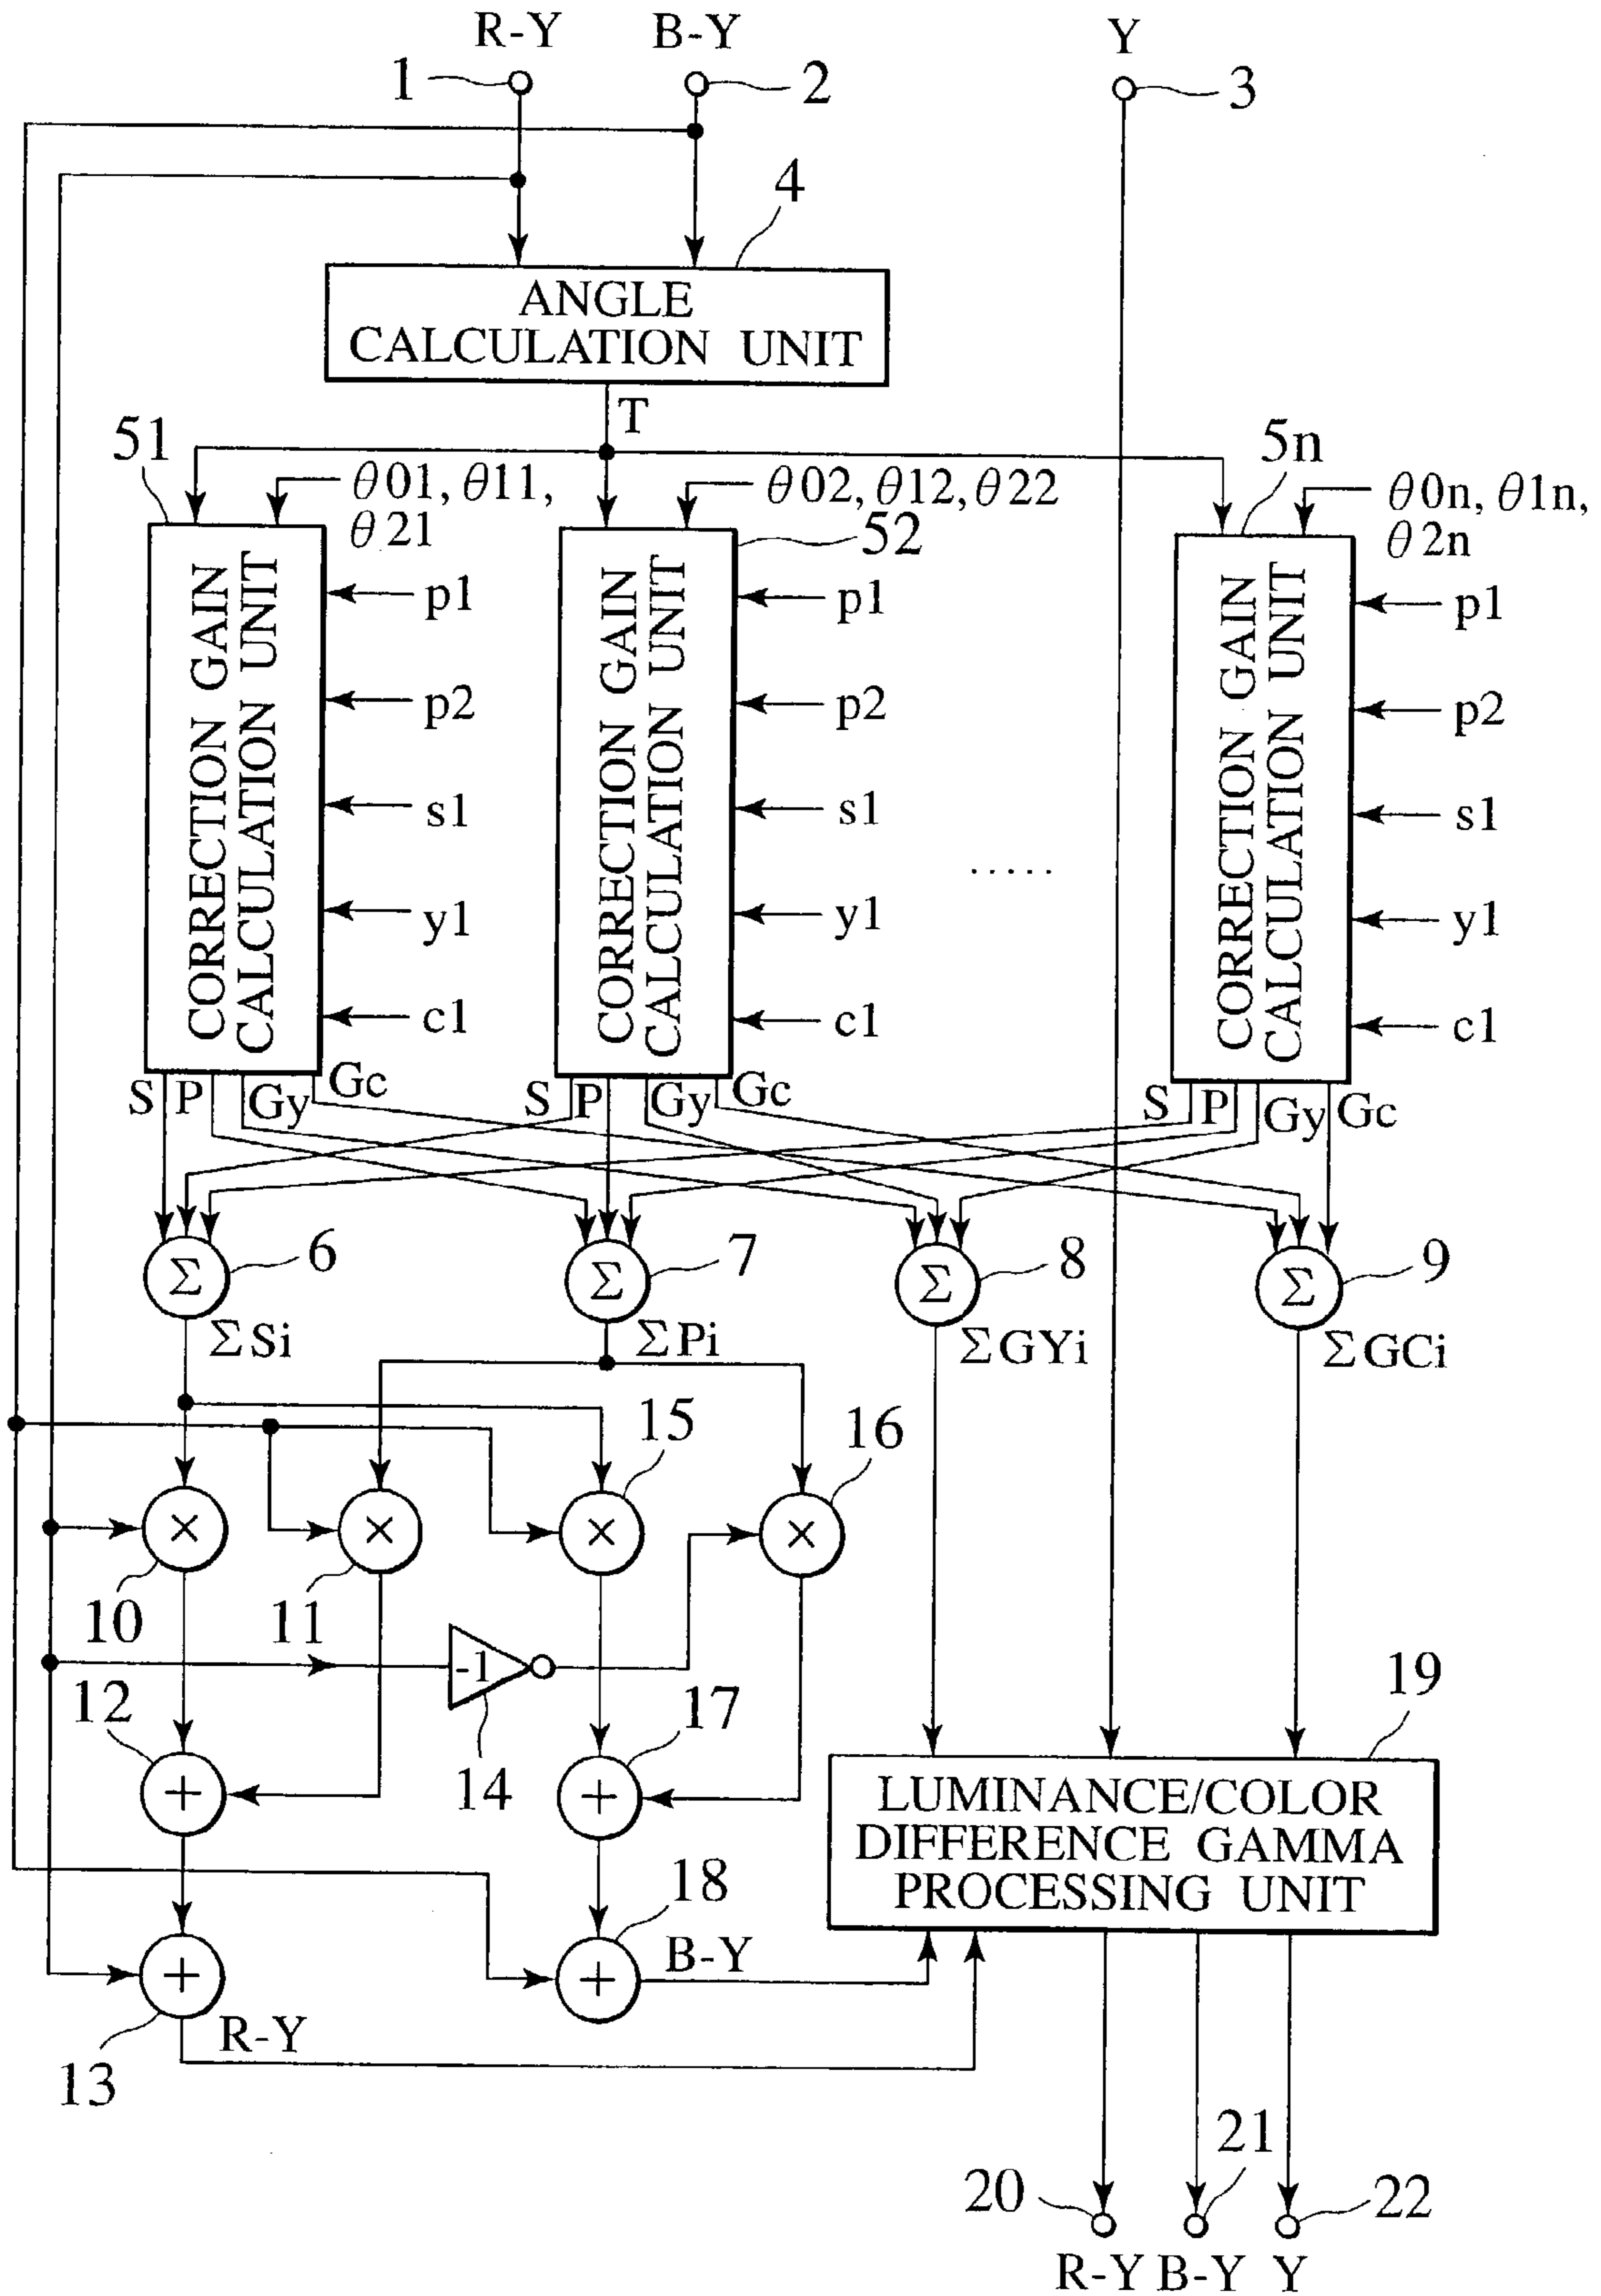 R-Y B-Y Y
1 2 3
4
ANGLE
CALCULATION UNIT
T
51 5n
θ01, θ11,
θ21
θ02, θ12, θ22
52
θ0n, θ1n,
θ2n
CORRECTION GAIN
CALCULATION UNIT
p1
p2
s1
y1
c1
CORRECTION GAIN
CALCULATION UNIT
p1
p2
s1
y1
c1
.....
CORRECTION GAIN
CALCULATION UNIT
p1
p2
s1
y1
c1
S P Gy Gc
S P Gy Gc
S P Gy Gc
Σ 6 Σ 7 Σ 8 Σ 9
ΣSi ΣPi ΣGYi ΣGCi
15 16
× × × ×
10 11
-1
12 14 17 19
+ +
LUMINANCE/COLOR
DIFFERENCE GAMMA
PROCESSING UNIT
18
+ + B-Y
13 R-Y
20 21 22
R-Y B-Y Y